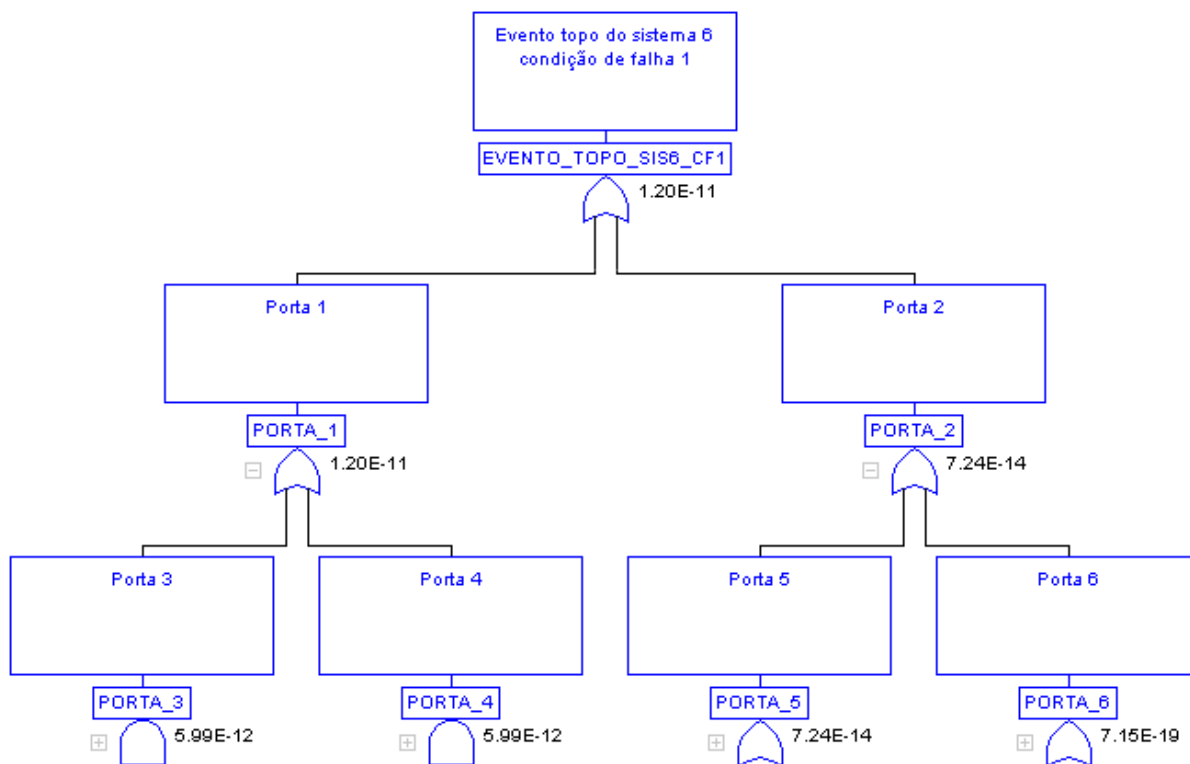 Evento topo do sistema 6
condição de falha 1
EVENTO_TOPO_SIS6_CF1
1.20E-11
Porta 1
Porta 2
PORTA_1
PORTA_2
1.20E-11
7.24E-14
Porta 3
Porta 4
Porta 5
Porta 6
PORTA_3
PORTA_4
PORTA_5
PORTA_6
5.99E-12
5.99E-12
7.24E-14
7.15E-19